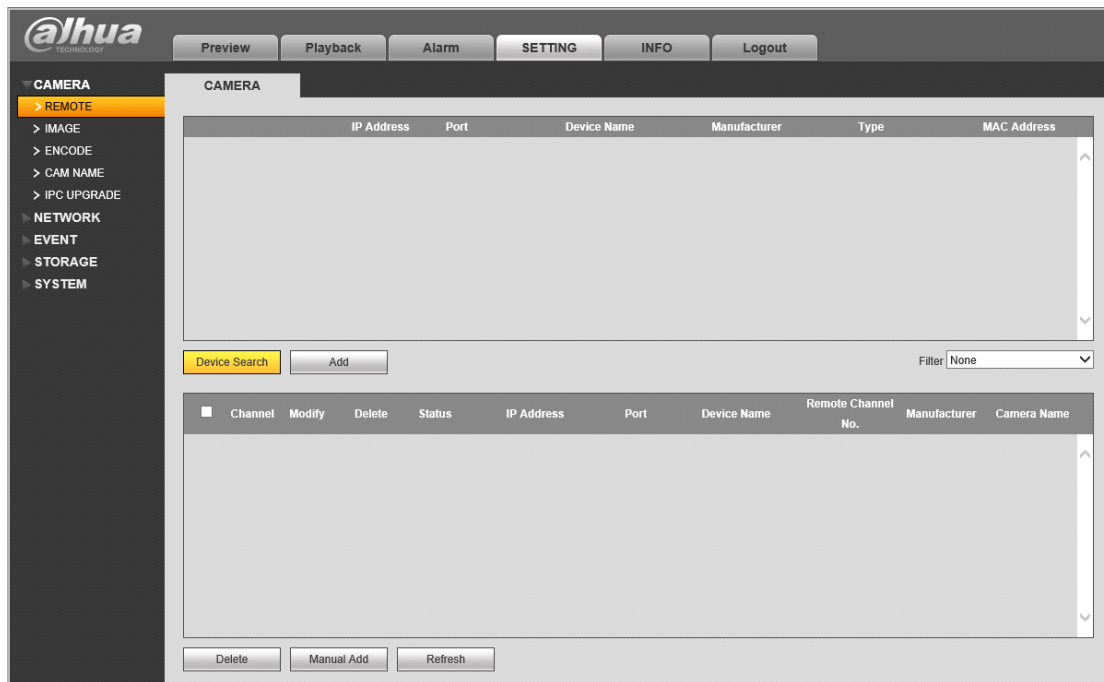 alhua
TECHNOLOGY
Preview Playback Alarm SETTING INFO Logout
CAMERA
> REMOTE
> IMAGE
> ENCODE
> CAM NAME
> IPC UPGRADE
NETWORK
EVENT
STORAGE
SYSTEM
CAMERA
IP Address Port Device Name Manufacturer Type MAC Address
Device Search Add Filter None
Channel Modify Delete Status IP Address Port Device Name Remote Channel No. Manufacturer Camera Name
Delete Manual Add Refresh